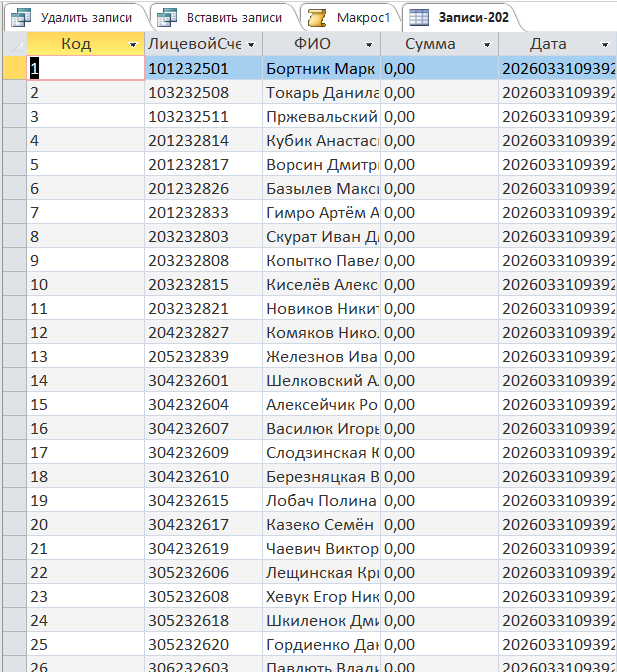 Удалить записи Вставить записи Макрос1 Записи-202
Код ЛицевойСче ФИО Сумма Дата
1 101232501 Бортник Марк 0,00 2026033109392
2 103232508 Токарь Данила 0,00 2026033109392
3 103232511 Пржевальский 0,00 2026033109392
4 201232814 Кубик Анастас 0,00 2026033109392
5 201232817 Ворсин Дмитр 0,00 2026033109392
6 201232826 Базылев Макс 0,00 2026033109392
7 201232833 Гимро Артём А 0,00 2026033109392
8 203232803 Скурат Иван Д 0,00 2026033109392
9 203232808 Копытко Павел 0,00 2026033109392
10 203232815 Киселёв Алекс 0,00 2026033109392
11 203232821 Новиков Никит 0,00 2026033109392
12 204232827 Комяков Нико 0,00 2026033109392
13 205232839 Железнов Ива 0,00 2026033109392
14 304232601 Шелковский А 0,00 2026033109392
15 304232604 Алексейчик Ро 0,00 2026033109392
16 304232607 Василюк Игорь 0,00 2026033109392
17 304232609 Слодзинская 0,00 2026033109392
18 304232610 Березняцкая В 0,00 2026033109392
19 304232615 Лобач Полина 0,00 2026033109392
20 304232617 Казеко Семён 0,00 2026033109392
21 304232619 Чаевич Виктор 0,00 2026033109392
22 305232606 Лещинская Кр 0,00 2026033109392
23 305232608 Хевук Егор Ник 0,00 2026033109392
24 305232618 Шкиленок Дм 0,00 2026033109392
25 305232620 Гордиенко Да 0,00 2026033109392
26 306232603 Павлють Влади 0,00 2026033109392